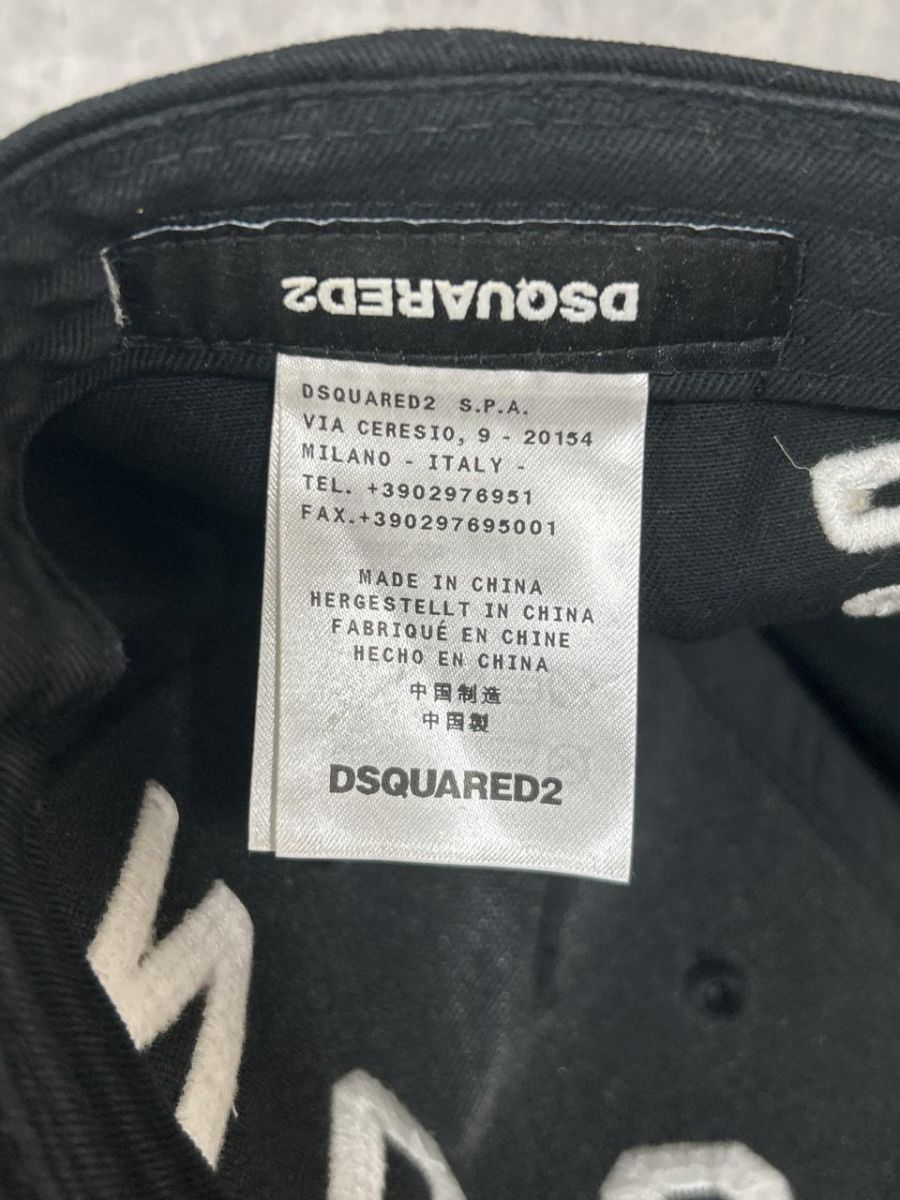 DSQUARED2
DSQUARED2 S.P.A.
VIA CERESIO, 9 - 20154
MILANO - ITALY -
TEL. +3902976951
FAX.+390297695001
MADE IN CHINA
HERGESTELLT IN CHINA
FABRIQUÉ EN CHINE
HECHO EN CHINA
中国制造
中国製
DSQUARED2